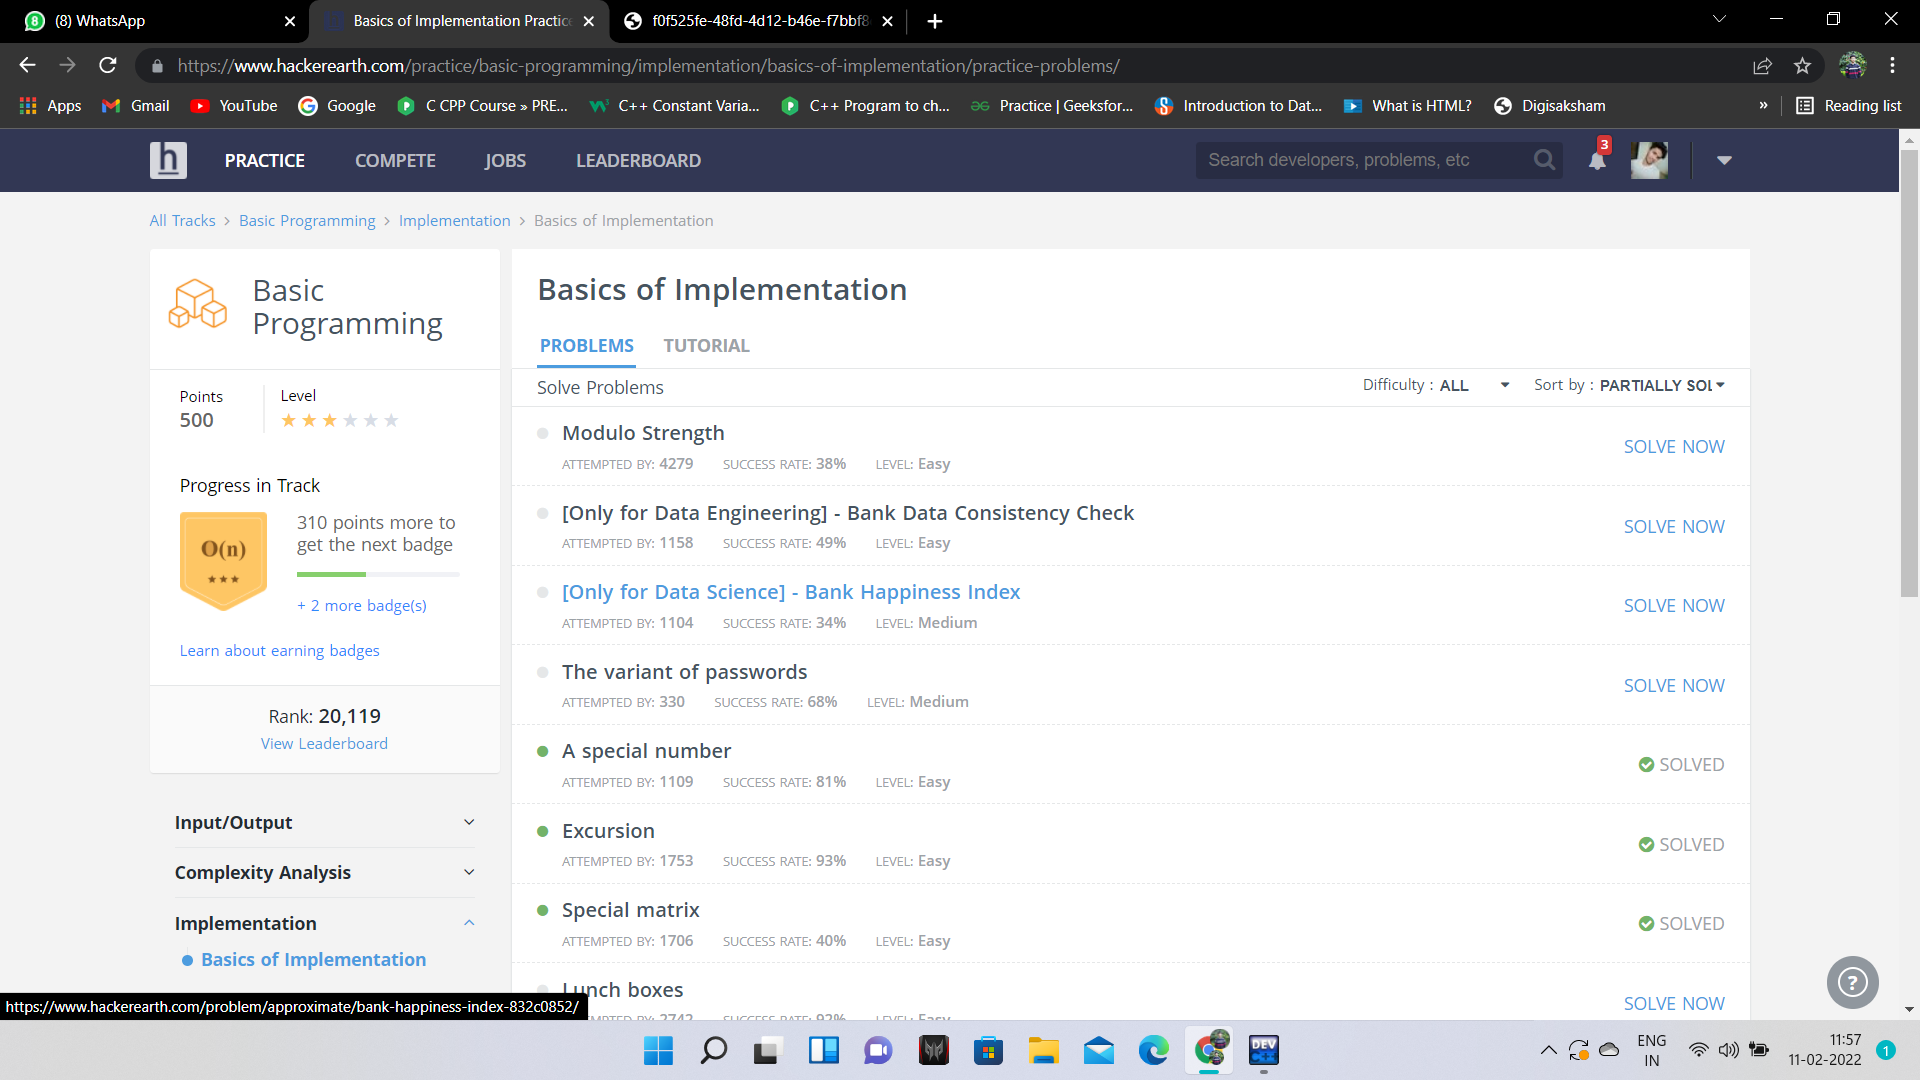 (8) WhatsApp
Basics of Implementation Practic
f0f525fe-48fd-4d12-b46e-f7bbf8
https://www.hackerearth.com/practice/basic-programming/implementation/basics-of-implementation/practice-problems/
Apps Gmail YouTube Google C CPP Course » PRE... C++ Constant Varia... C++ Program to ch... Practice | Geeksfor... Introduction to Dat... What is HTML? Digisaksham » Reading list
h PRACTICE COMPETE JOBS LEADERBOARD Search developers, problems, etc 3
All Tracks > Basic Programming > Implementation > Basics of Implementation
Basic
Programming
Points
500
Level
Progress in Track
O(n)
310 points more to
get the next badge
+ 2 more badge(s)
Learn about earning badges
Rank: 20,119
View Leaderboard
Input/Output
Complexity Analysis
Implementation
Basics of Implementation
Basics of Implementation
PROBLEMS TUTORIAL
Solve Problems Difficulty : ALL Sort by : PARTIALLY SOL
Modulo Strength
ATTEMPTED BY: 4279 SUCCESS RATE: 38% LEVEL: Easy
SOLVE NOW
[Only for Data Engineering] - Bank Data Consistency Check
ATTEMPTED BY: 1158 SUCCESS RATE: 49% LEVEL: Easy
SOLVE NOW
[Only for Data Science] - Bank Happiness Index
ATTEMPTED BY: 1104 SUCCESS RATE: 34% LEVEL: Medium
SOLVE NOW
The variant of passwords
ATTEMPTED BY: 330 SUCCESS RATE: 68% LEVEL: Medium
SOLVE NOW
A special number
ATTEMPTED BY: 1109 SUCCESS RATE: 81% LEVEL: Easy
SOLVED
Excursion
ATTEMPTED BY: 1753 SUCCESS RATE: 93% LEVEL: Easy
SOLVED
Special matrix
ATTEMPTED BY: 1706 SUCCESS RATE: 40% LEVEL: Easy
SOLVED
Lunch boxes
SOLVE NOW
ATTEMPTED BY: 2742 SUCCESS RATE: 92% LEVEL: Easy
?
https://www.hackerearth.com/problem/approximate/bank-happiness-index-832c0852/
DEV
C++
ENG
IN
11:57
11-02-2022
1